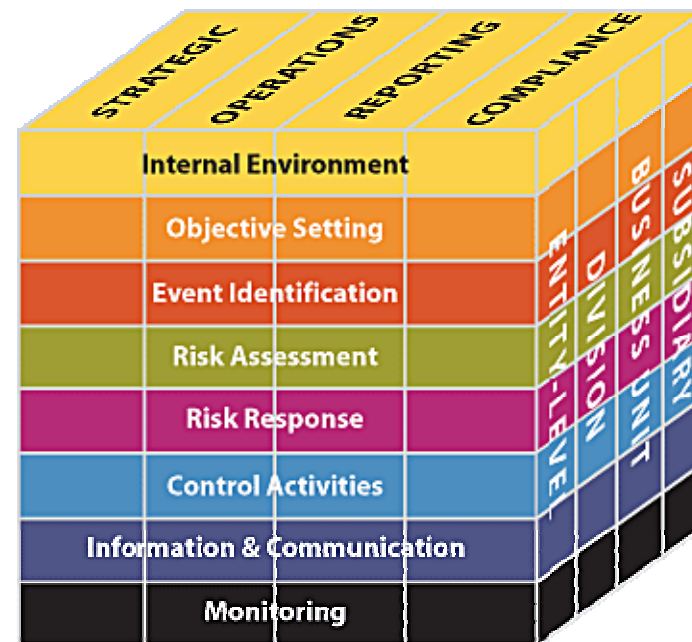 STRATEGIC
OPERATIONS
REPORTING
COMPLIANCE
Internal Environment
Objective Setting
Event Identification
Risk Assessment
Risk Response
Control Activities
Information & Communication
Monitoring
ENTITY-LEVEL
DIVISION
BUSINESS UNIT
SUBSIDIARY